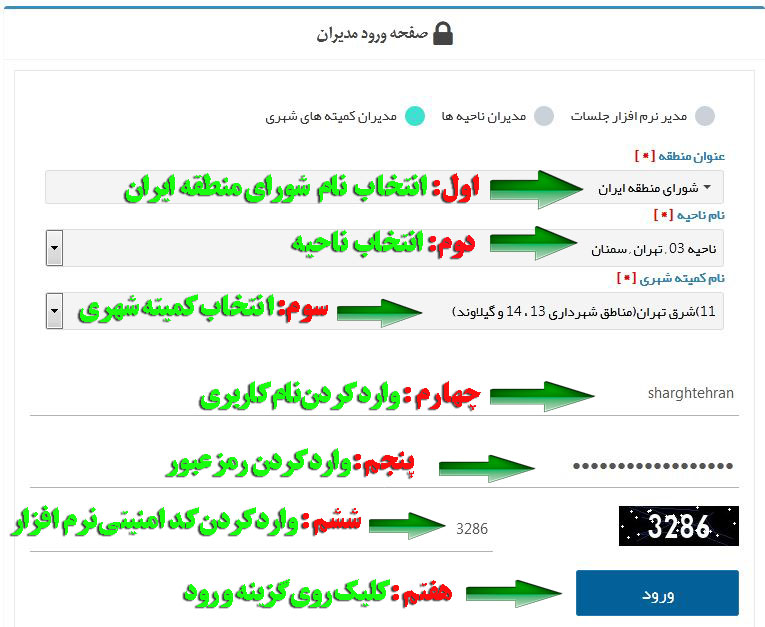 صفحه ورود مدیران
مدیر نرم افزار جلسات مدیران ناحیه ها مدیران کمیته های شهری
عنوان منطقه [*]
شورای منطقه ایران اول: انتخاب نام شورای منطقه ایران
نام ناحیه [*]
ناحیه 03 , تهران , سمنان دوم: انتخاب ناحیه
نام کمیته شهری [*]
11)شرق تهران(مناطق شهرداری 13 ، 14 و گیلاوند) سوم: انتخاب کمیته شهری
sharghtehran چهارم: وارد کردن نام کاربری
••••••••••••••••• پنجم: وارد کردن رمز عبور
3286 3286 ششم: وارد کردن کد امنیتی نرم افزار
ورود هفتم: کلیک روی گزینه ورود